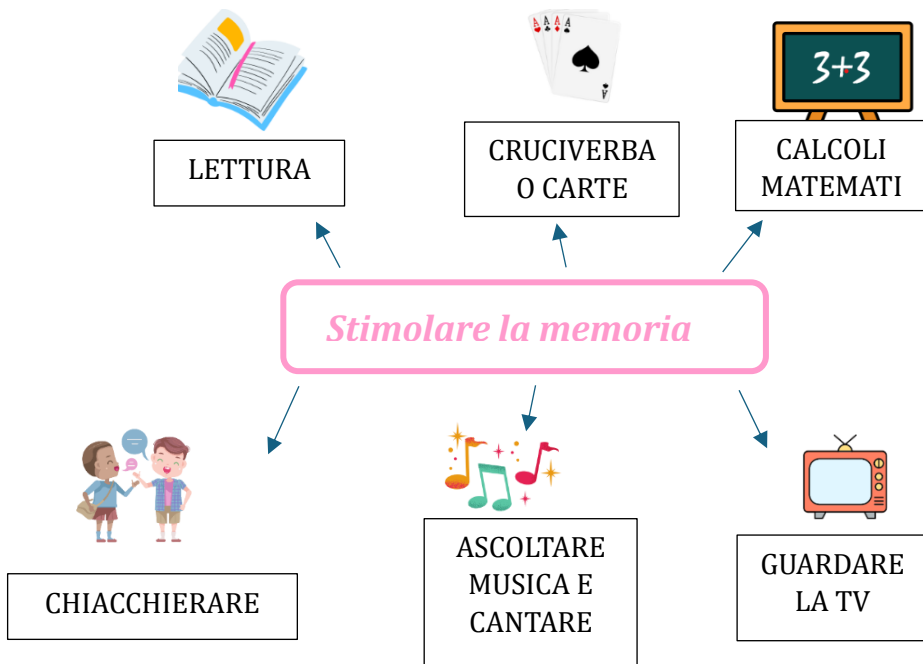 3+3
LETTURA
CRUCIVERBA
O CARTE
CALCOLI
MATEMATI
Stimolare la memoria
CHIACCHIERARE
ASCOLTARE
MUSICA E
CANTARE
GUARDARE
LA TV